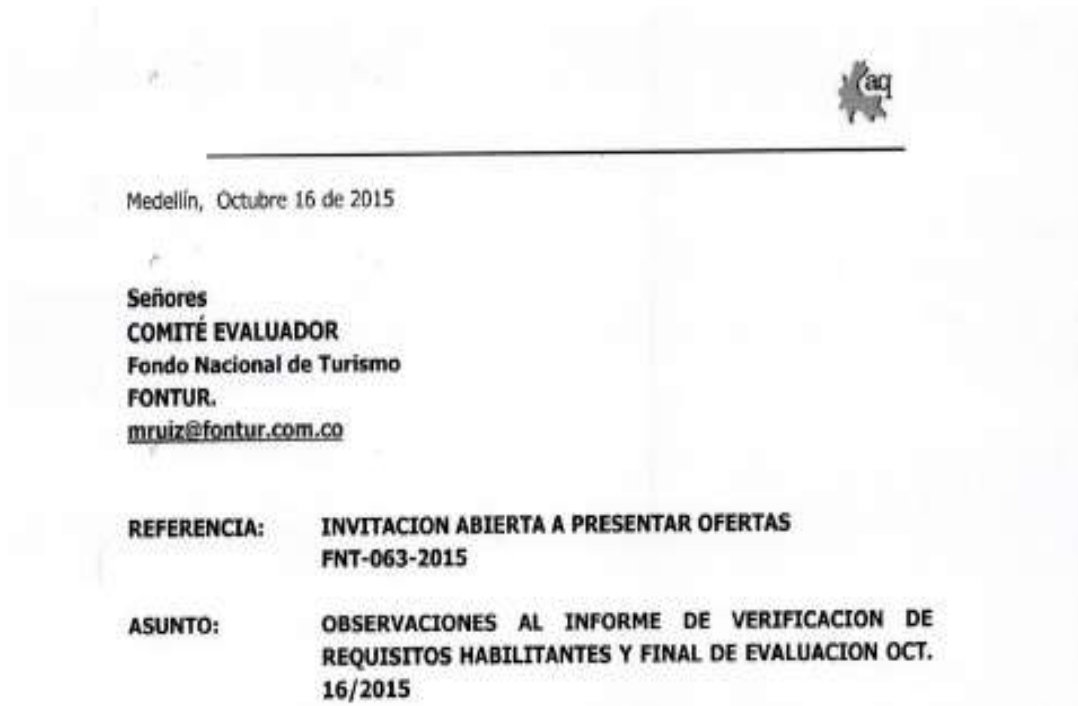 aq
Medellín, Octubre 16 de 2015
Señores
COMITÉ EVALUADOR
Fondo Nacional de Turismo
FONTUR.
mruiz@fontur.com.co
REFERENCIA: INVITACION ABIERTA A PRESENTAR OFERTAS
FNT-063-2015
ASUNTO: OBSERVACIONES AL INFORME DE VERIFICACION DE
REQUISITOS HABILITANTES Y FINAL DE EVALUACION OCT.
16/2015